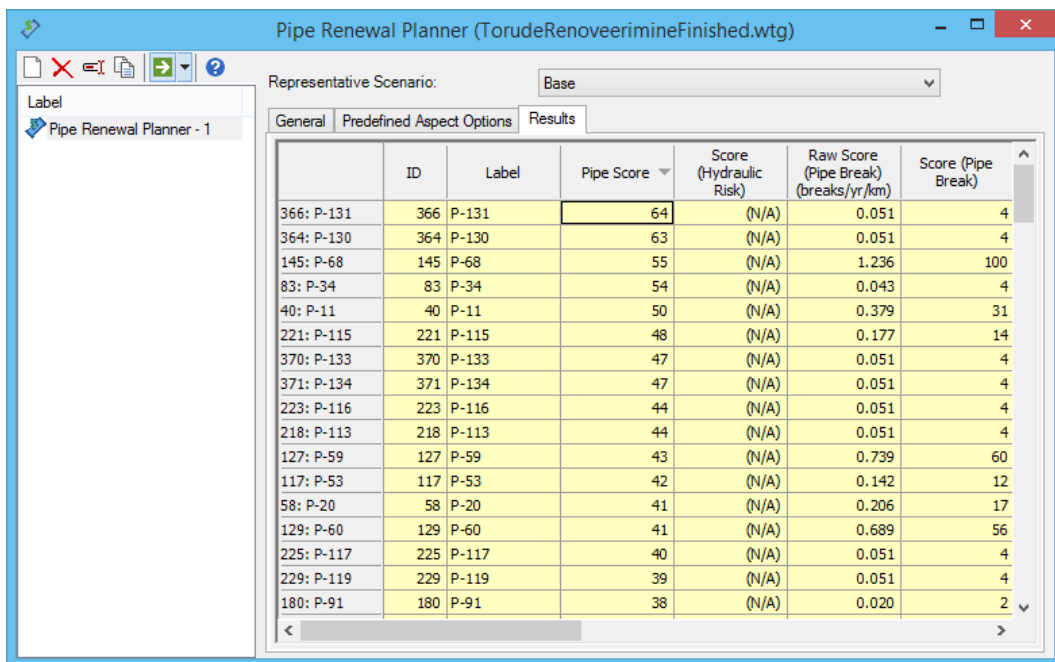 Pipe Renewal Planner (TorudeRenoveerimineFinished.wtg)
Representative Scenario: Base
Label
Pipe Renewal Planner - 1
General Predefined Aspect Options Results
ID Label Pipe Score Score (Hydraulic Risk) Raw Score (Pipe Break) (breaks/yr/km) Score (Pipe Break)
366: P-131 366 P-131 64 (N/A) 0.051 4
364: P-130 364 P-130 63 (N/A) 0.051 4
145: P-68 145 P-68 55 (N/A) 1.236 100
83: P-34 83 P-34 54 (N/A) 0.043 4
40: P-11 40 P-11 50 (N/A) 0.379 31
221: P-115 221 P-115 48 (N/A) 0.177 14
370: P-133 370 P-133 47 (N/A) 0.051 4
371: P-134 371 P-134 47 (N/A) 0.051 4
223: P-116 223 P-116 44 (N/A) 0.051 4
218: P-113 218 P-113 44 (N/A) 0.051 4
127: P-59 127 P-59 43 (N/A) 0.739 60
117: P-53 117 P-53 42 (N/A) 0.142 12
58: P-20 58 P-20 41 (N/A) 0.206 17
129: P-60 129 P-60 41 (N/A) 0.689 56
225: P-117 225 P-117 40 (N/A) 0.051 4
229: P-119 229 P-119 39 (N/A) 0.051 4
180: P-91 180 P-91 38 (N/A) 0.020 2